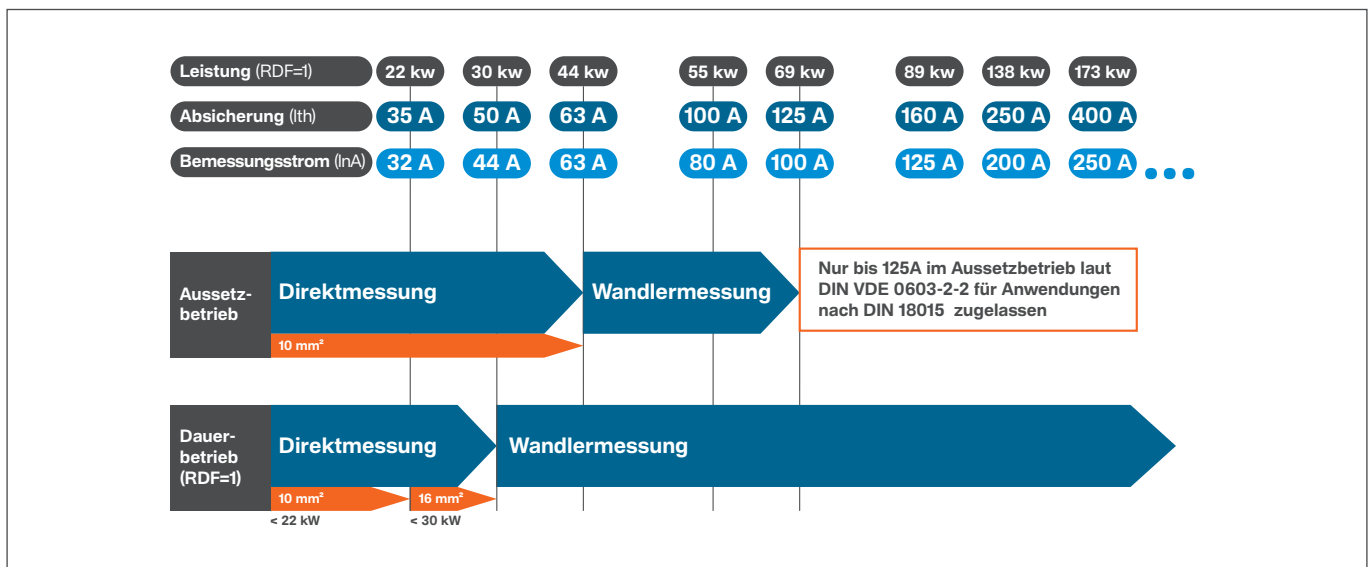 Leistung (RDF=1) 22 kw 30 kw 44 kw 55 kw 69 kw 89 kw 138 kw 173 kw
Absicherung (Ith) 35 A 50 A 63 A 100 A 125 A 160 A 250 A 400 A
Bemessungsstrom (InA) 32 A 44 A 63 A 80 A 100 A 125 A 200 A 250 A ...
Aussetz-
betrieb
Direktmessung
Wandlermessung
Nur bis 125A im Aussetzbetrieb laut
DIN VDE 0603-2-2 für Anwendungen
nach DIN 18015 zugelassen
10 mm²
Dauer-
betrieb
(RDF=1)
Direktmessung
Wandlermessung
10 mm²
16 mm²
< 22 kW
< 30 kW